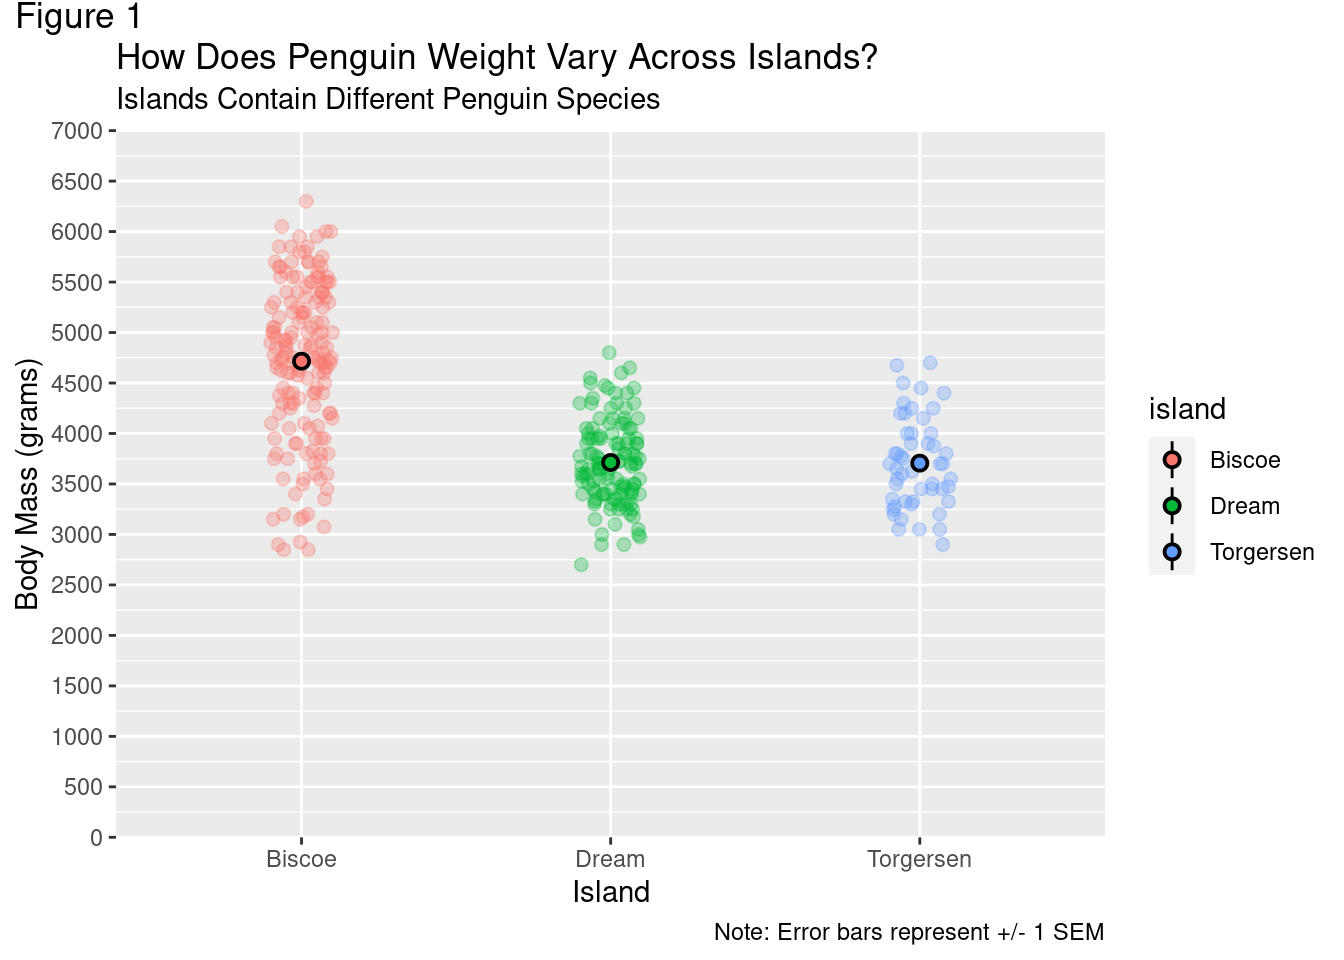 Figure 1
How Does Penguin Weight Vary Across Islands?
Islands Contain Different Penguin Species
7000
6500
6000
5500
5000
4500
4000
3500
3000
2500
2000
1500
1000
500
0
Body Mass (grams)
Biscoe Dream Torgersen
Island
island
Biscoe
Dream
Torgersen
Note: Error bars represent +/- 1 SEM